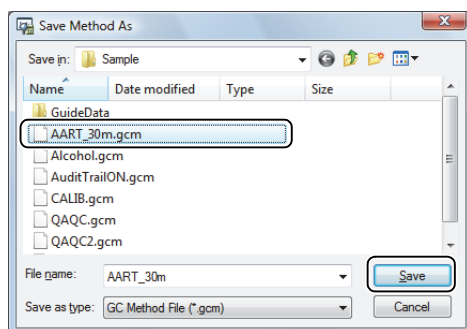 Save Method As
Save in: Sample
Name Date modified Type Size
GuideData
AART_30m.gcm
Alcohol.gcm
AuditTrailON.gcm
CALIB.gcm
QAQC.gcm
QAQC2.gcm
File name: AART_30m Save
Save as type: GC Method File (*.gcm) Cancel